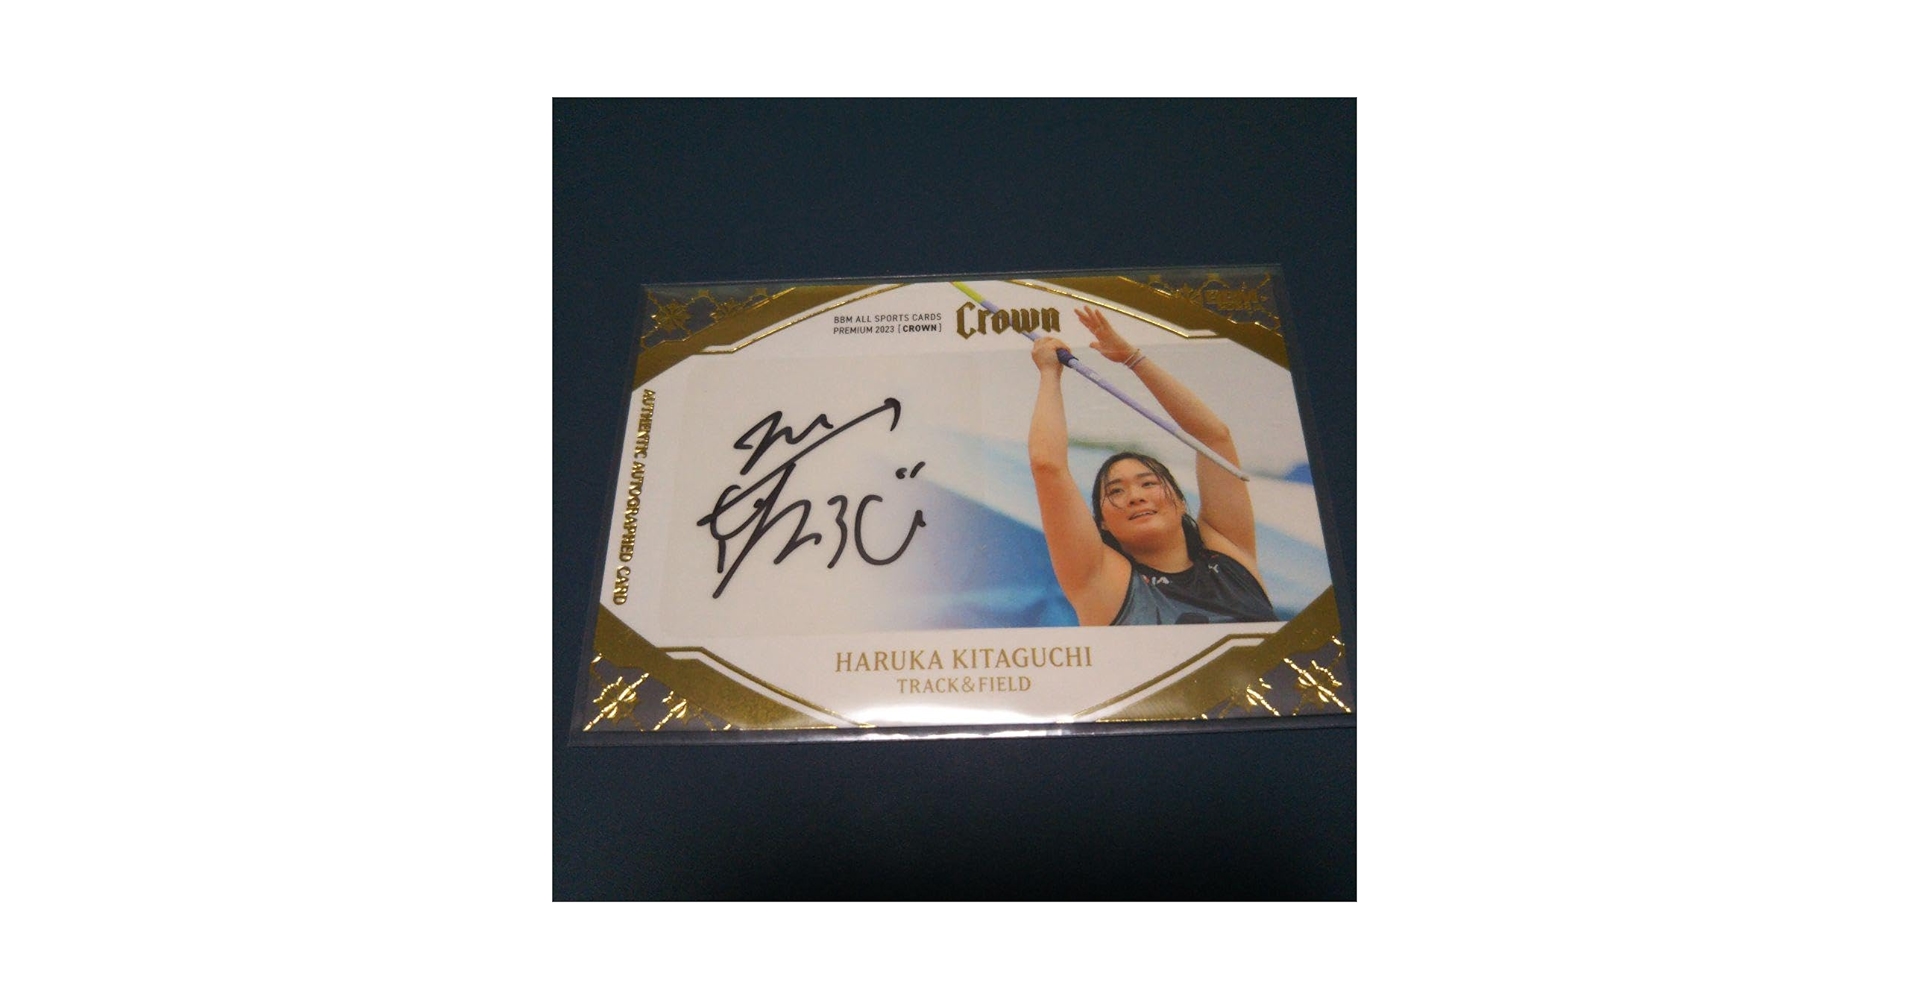 BBM ALL SPORTS CARDS
PREMIUM 2023 [CROWN]
Crown
AUTHENTIC AUTOGRAPHED CARD
HARUKA KITAGUCHI
TRACK&FIELD